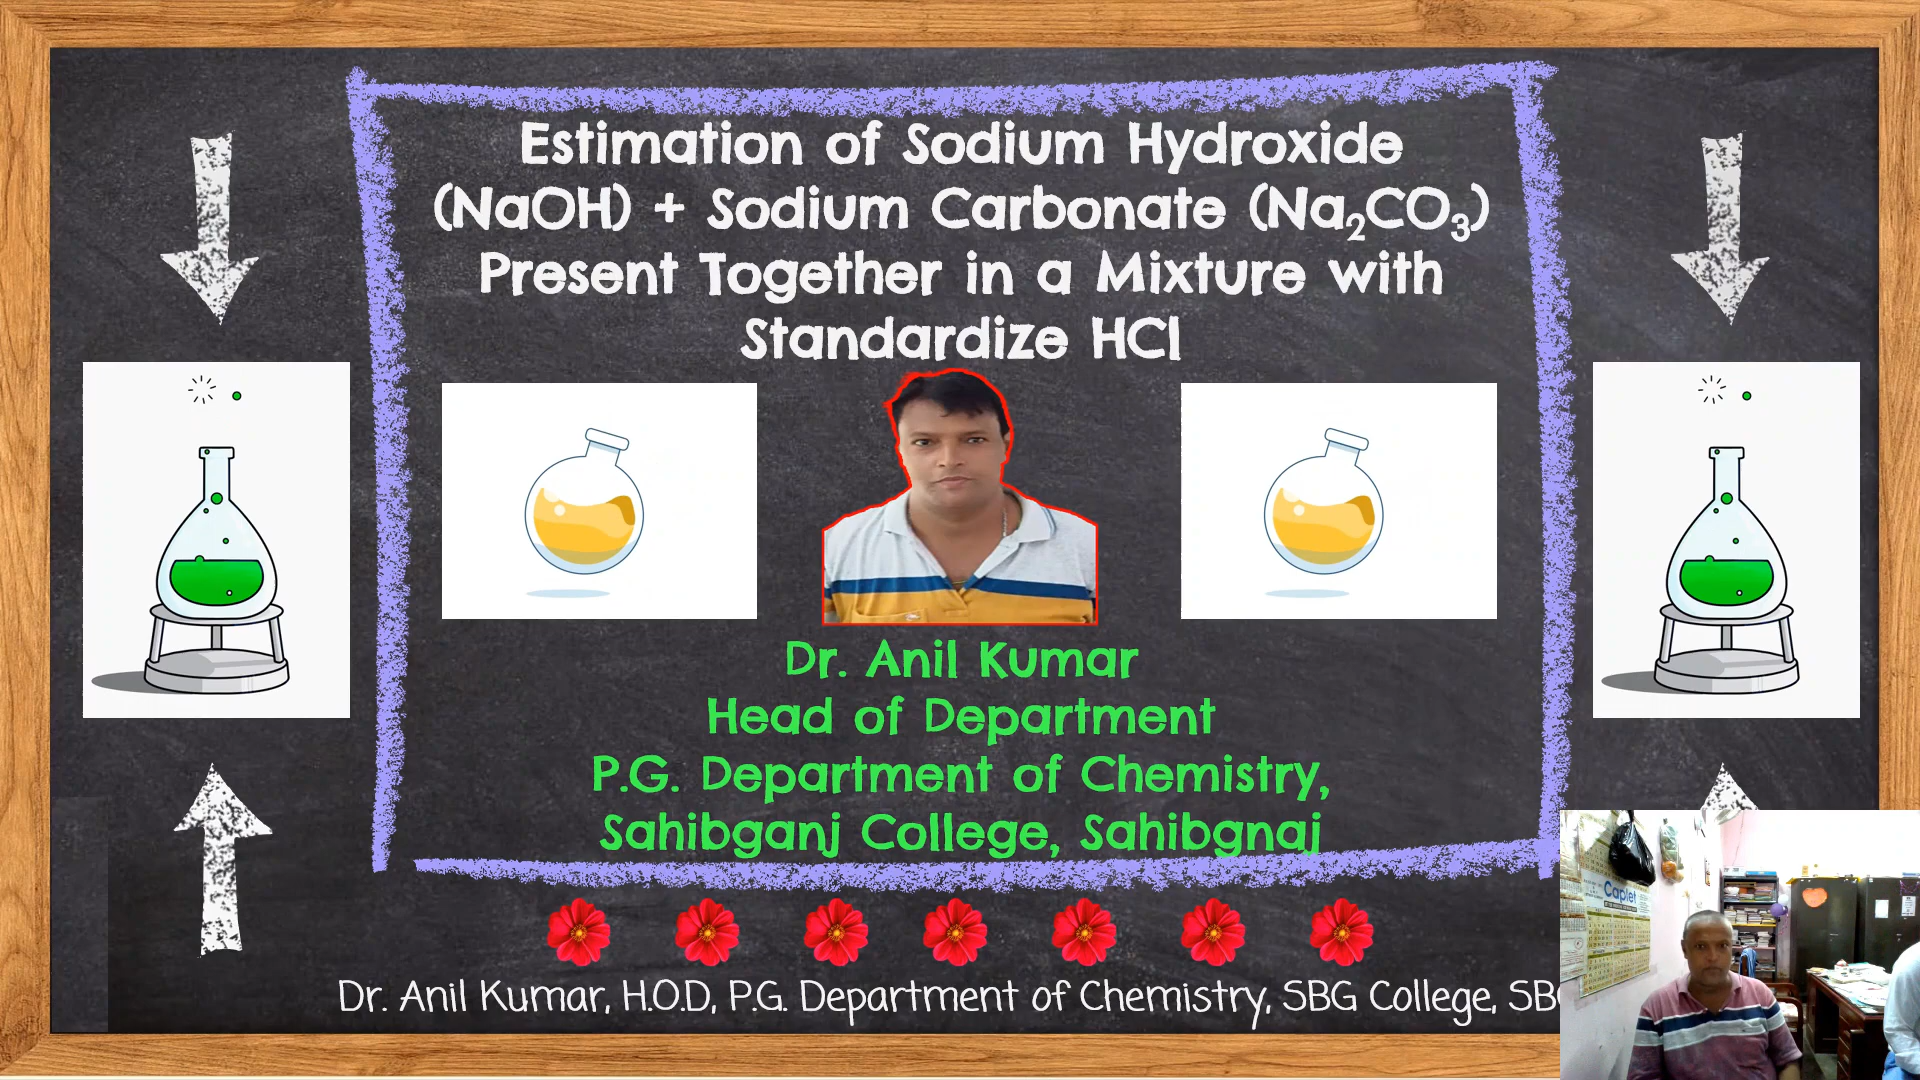 Estimation of Sodium Hydroxide
(NaOH) + Sodium Carbonate (Na₂CO₃)
Present Together in a Mixture with
Standardize HCl
Dr. Anil Kumar
Head of Department
P.G. Department of Chemistry,
Sahibganj College, Sahibgnaj
Dr. Anil Kumar, H.O.D, P.G. Department of Chemistry, SBG College,
Caplet